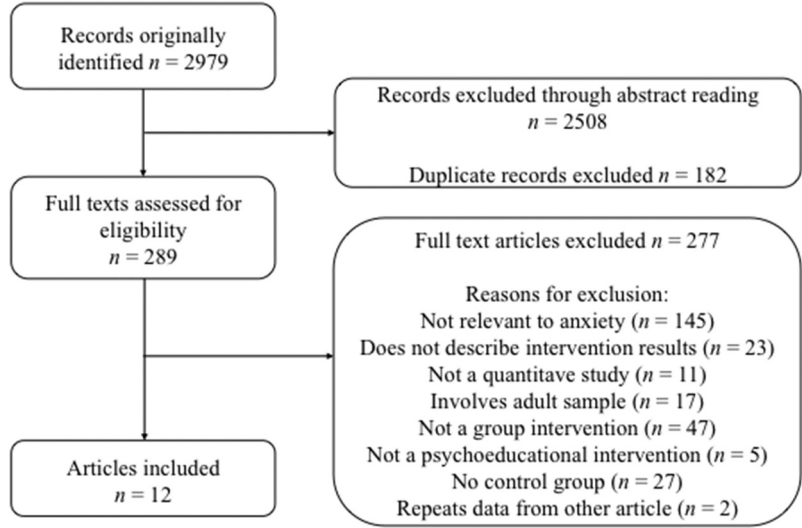 Records originally
identified n = 2979
Records excluded through abstract reading
n = 2508
Duplicate records excluded n = 182
Full texts assessed for
eligibility
n = 289
Full text articles excluded n = 277
Reasons for exclusion:
Not relevant to anxiety (n = 145)
Does not describe intervention results (n = 23)
Not a quantitave study (n = 11)
Involves adult sample (n = 17)
Not a group intervention (n = 47)
Not a psychoeducational intervention (n = 5)
No control group (n = 27)
Repeats data from other article (n = 2)
Articles included
n = 12